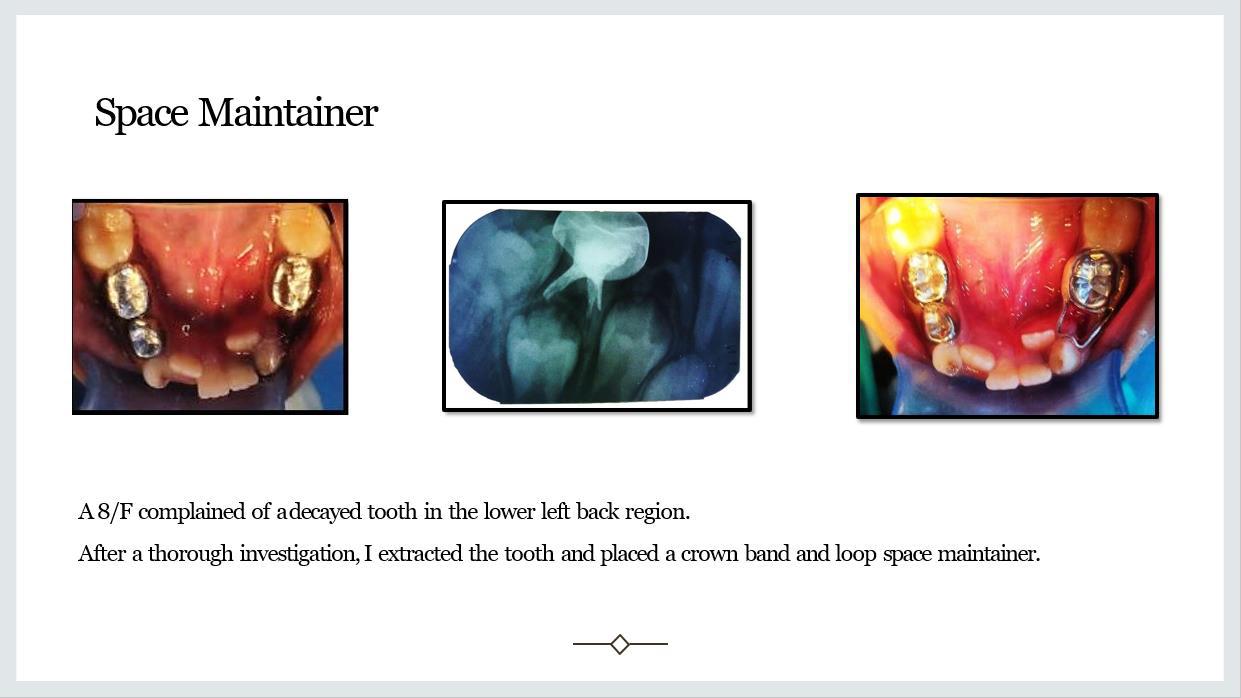 Space Maintainer
A 8/F complained of a decayed tooth in the lower left back region.
After a thorough investigation, I extracted the tooth and placed a crown band and loop space maintainer.